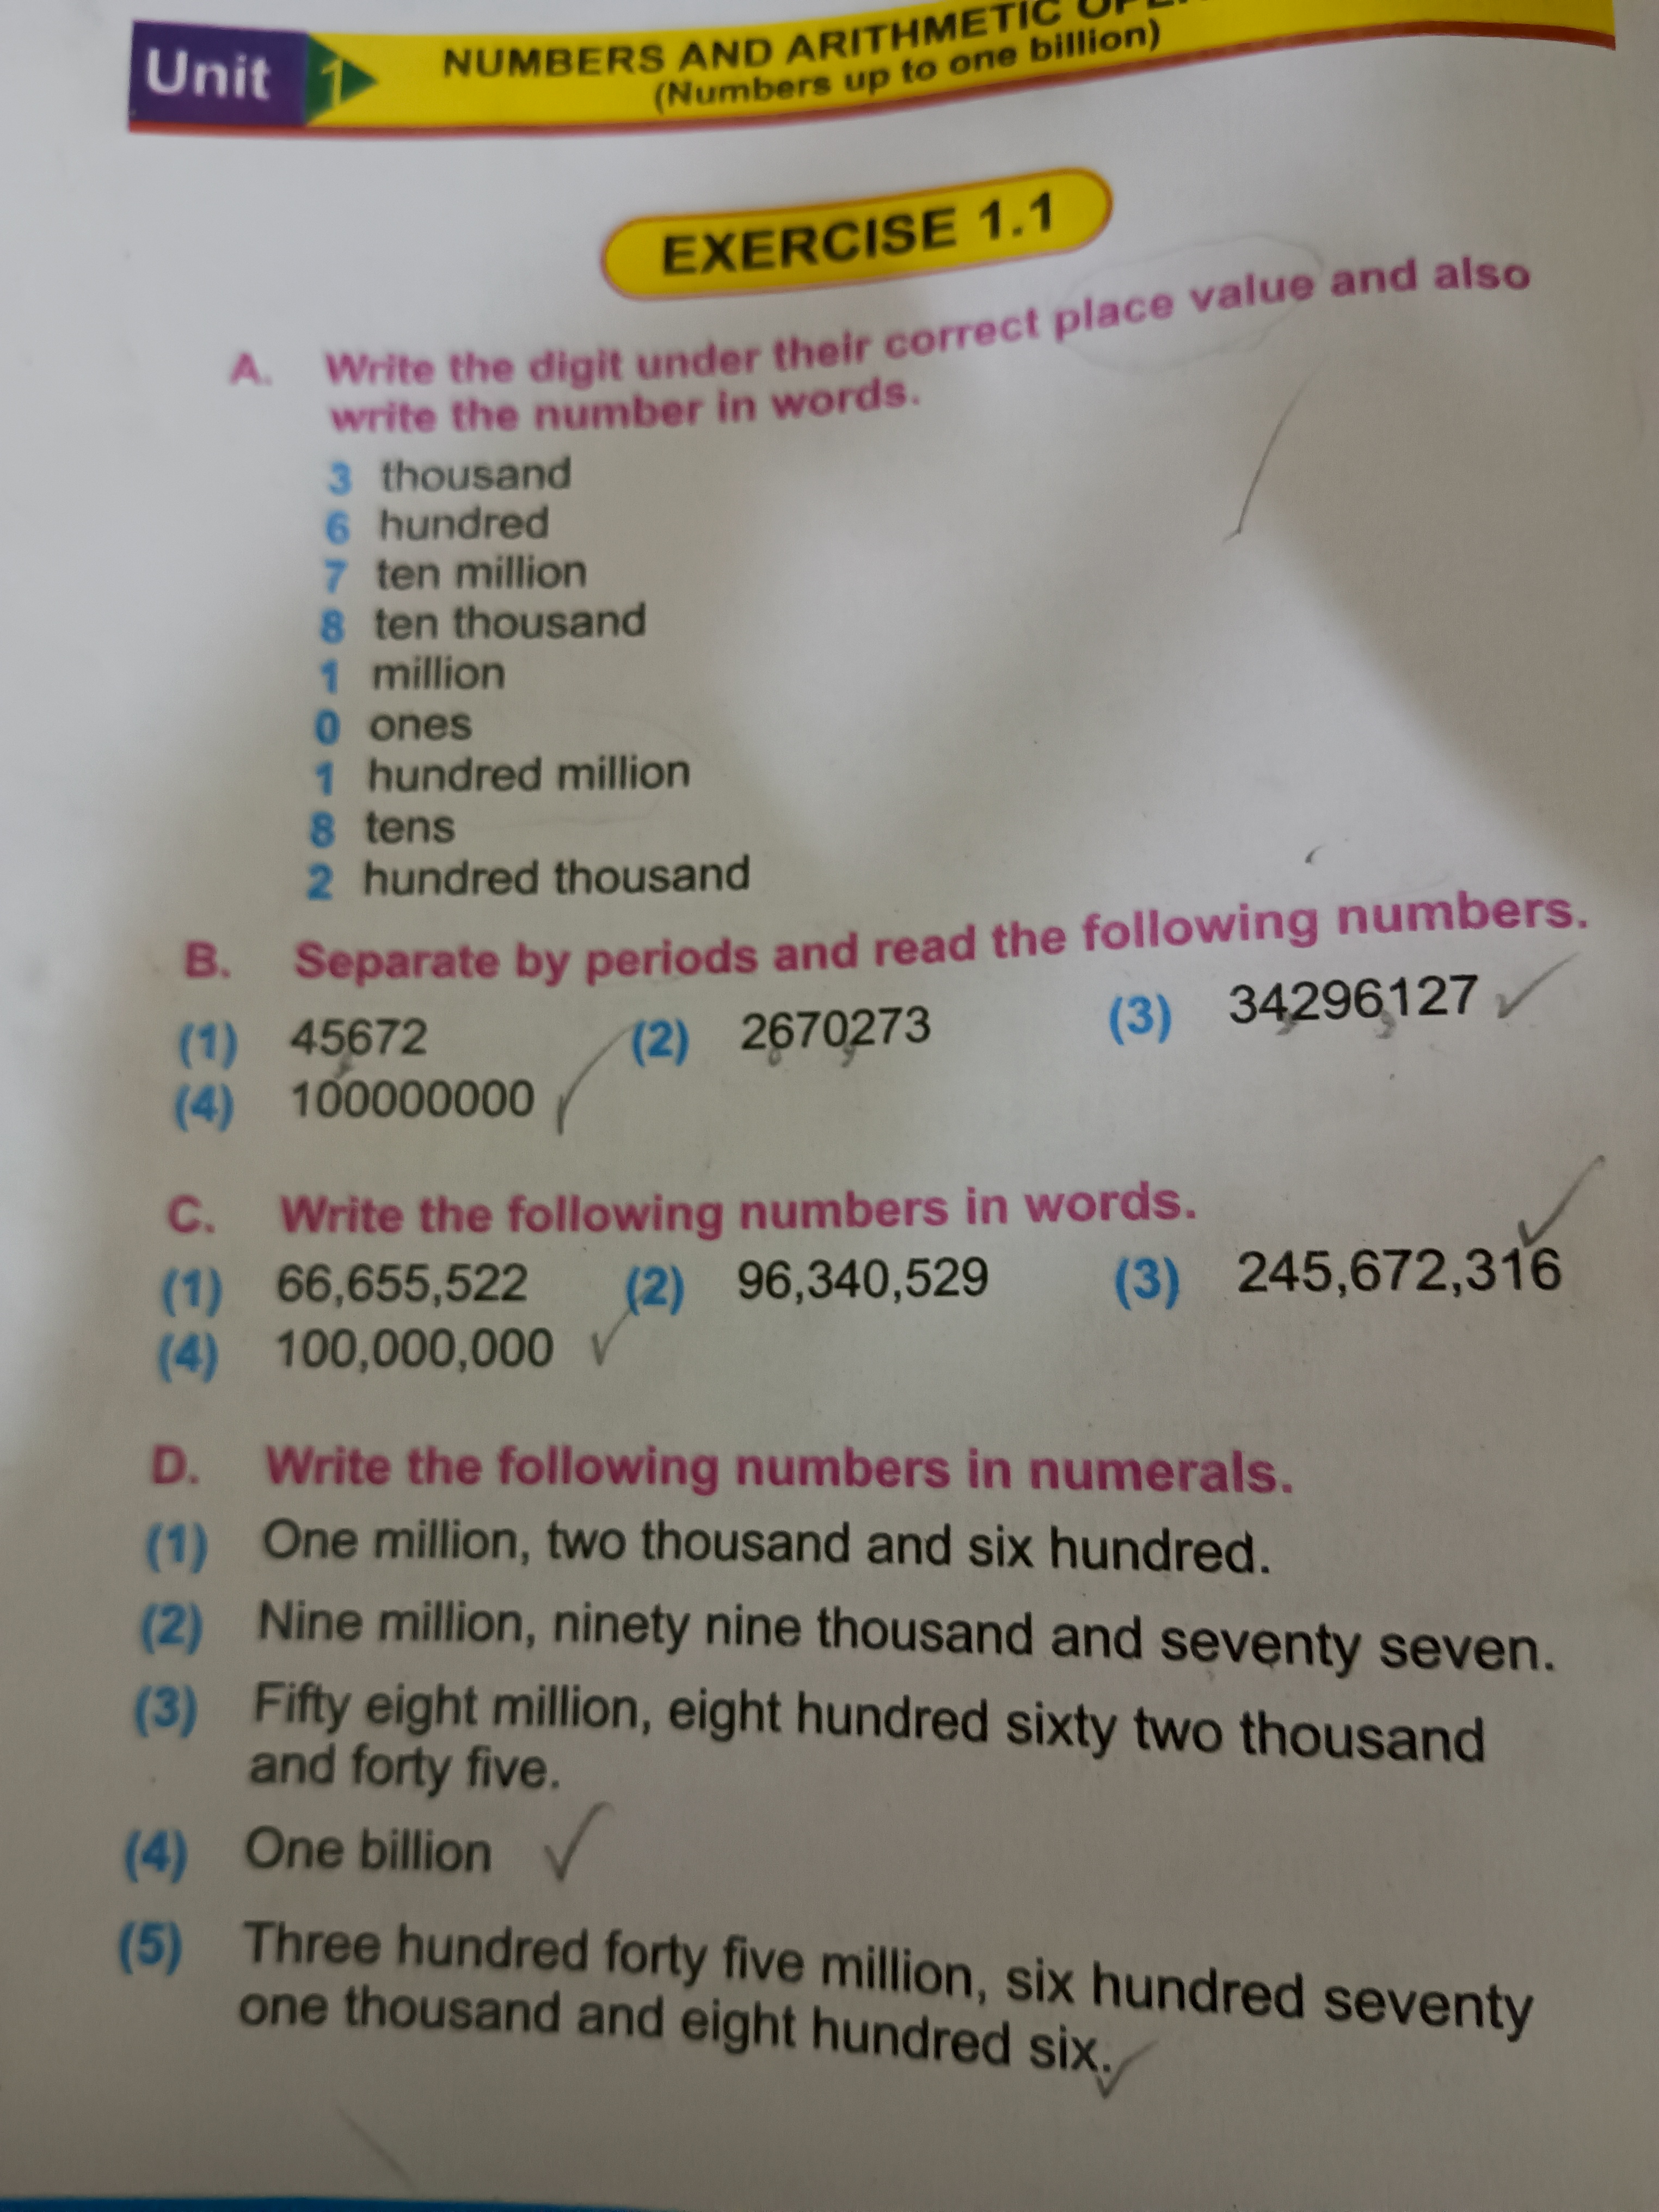 Unit 1
NUMBERS AND ARITHMETIC
(Numbers up to one billion)
EXERCISE 1.1
A. Write the digit under their correct place value and also
write the number in words.
3 thousand
6 hundred
7 ten million
8 ten thousand
1 million
0 ones
1 hundred million
8 tens
2 hundred thousand
B. Separate by periods and read the following numbers.
(1) 45672 (2) 2670273 (3) 34296127
(4) 100000000
C. Write the following numbers in words.
(1) 66,655,522 (2) 96,340,529 (3) 245,672,316
(4) 100,000,000
D. Write the following numbers in numerals.
(1) One million, two thousand and six hundred.
(2) Nine million, ninety nine thousand and seventy seven.
(3) Fifty eight million, eight hundred sixty two thousand
and forty five.
(4) One billion
(5) Three hundred forty five million, six hundred seventy
one thousand and eight hundred six.